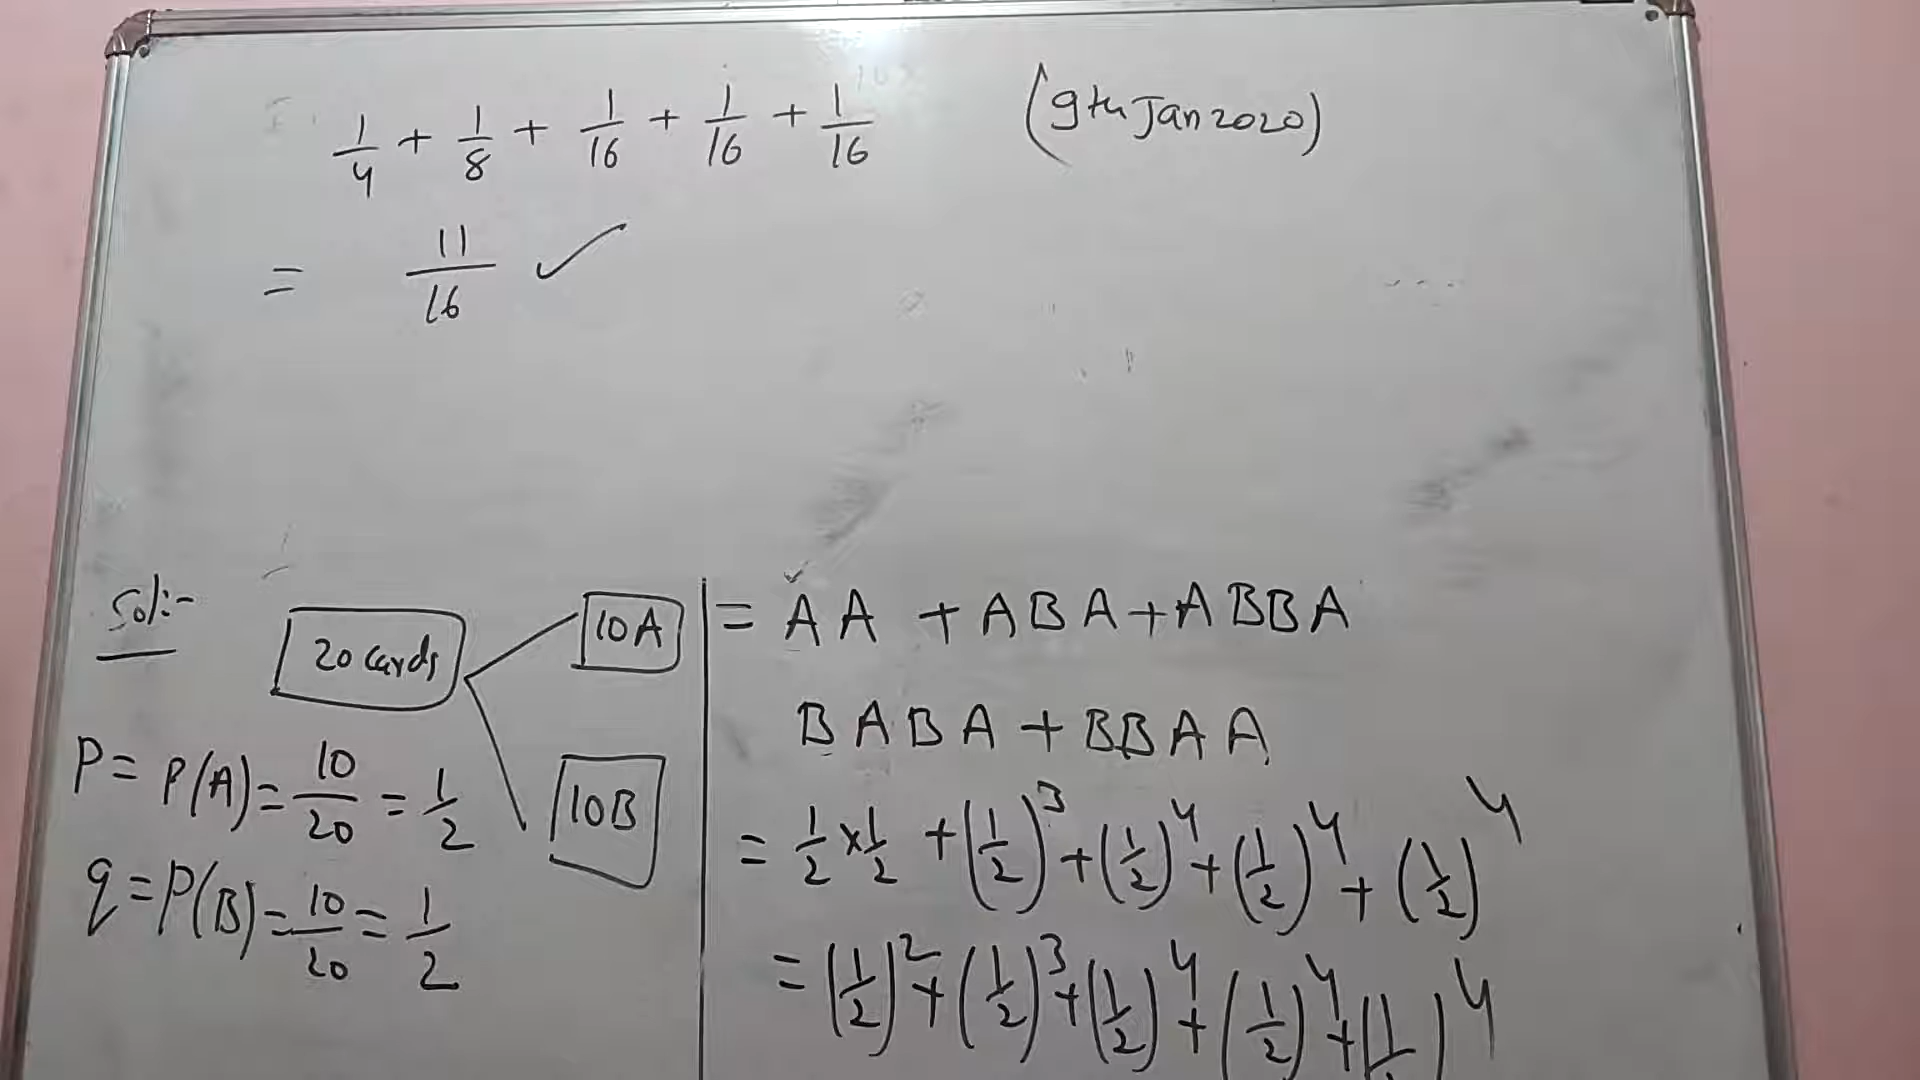 1/4 + 1/8 + 1/16 + 1/16 + 1/16 (9th Jan 2020)
= 11/16 ✓
Sol:-
20 cards
10A
10B
P = P(A) = 10/20 = 1/2
q = P(B) = 10/20 = 1/2
= AA + ABA + ABBA
BABA + BBAA
= 1/2 × 1/2 + (1/2)^3 + (1/2)^4 + (1/2)^4 + (1/2)^4
= (1/2)^2 + (1/2)^3 + (1/2)^4 + (1/2)^4 + (1/2)^4